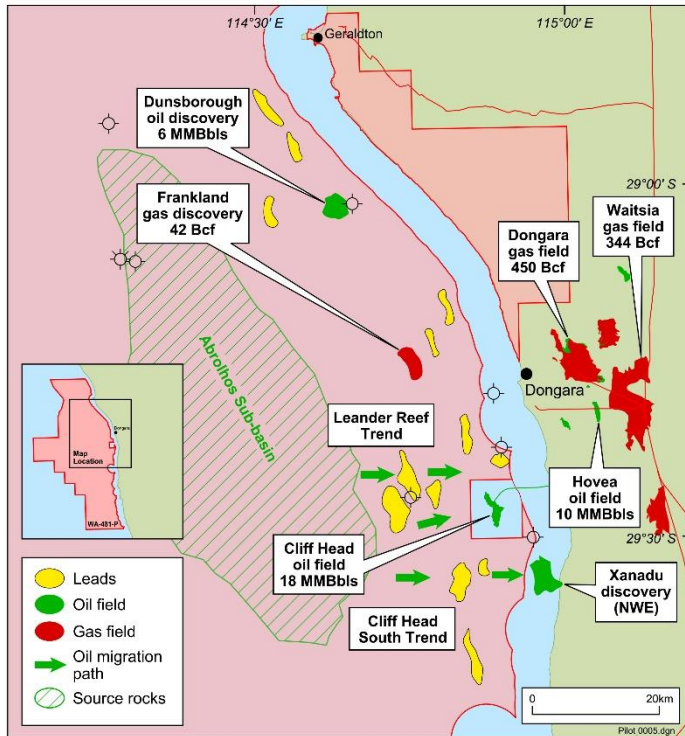 114°30' E
115°00' E
Geraldton
Dunsborough
oil discovery
6 MMBbls
29°00' S
Frankland
gas discovery
42 Bcf
Dongara
gas field
450 Bcf
Waitsia
gas field
344 Bcf
Abrolhos Sub-basin
Dongara
Leander Reef
Trend
Dongara
Map
Location
WA-481-P
Hovea
oil field
10 MMBbls
29°30' S
Cliff Head
oil field
18 MMBbls
Xanadu
discovery
(NWE)
Cliff Head
South Trend
Leads
Oil field
Gas field
Oil migration
path
Source rocks
0
20km
Pilot 0005.dgn